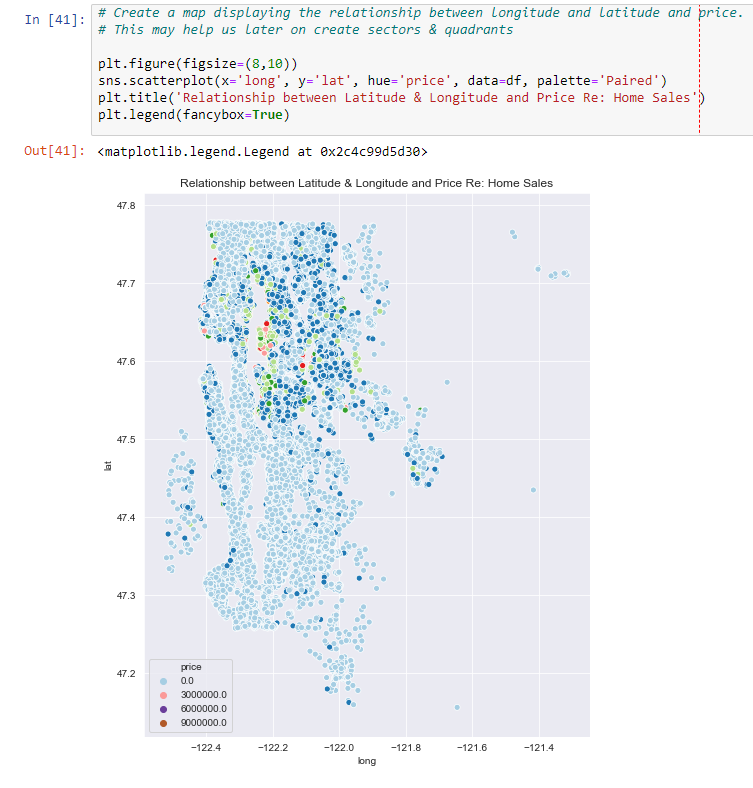 In [41]:
# Create a map displaying the relationship between longitude and latitude and price.
# This may help us later on create sectors & quadrants
plt.figure(figsize=(8,10))
sns.scatterplot(x='long', y='lat', hue='price', data=df, palette='Paired')
plt.title('Relationship between Latitude & Longitude and Price Re: Home Sales')
plt.legend(fancybox=True)
Out[41]: <matplotlib.legend.Legend at 0x2c4c99d5d30>
Relationship between Latitude & Longitude and Price Re: Home Sales
47.8
47.7
47.6
47.5
lat
47.4
47.3
47.2
price
0.0
3000000.0
6000000.0
9000000.0
−122.4 −122.2 −122.0 −121.8 −121.6 −121.4
long